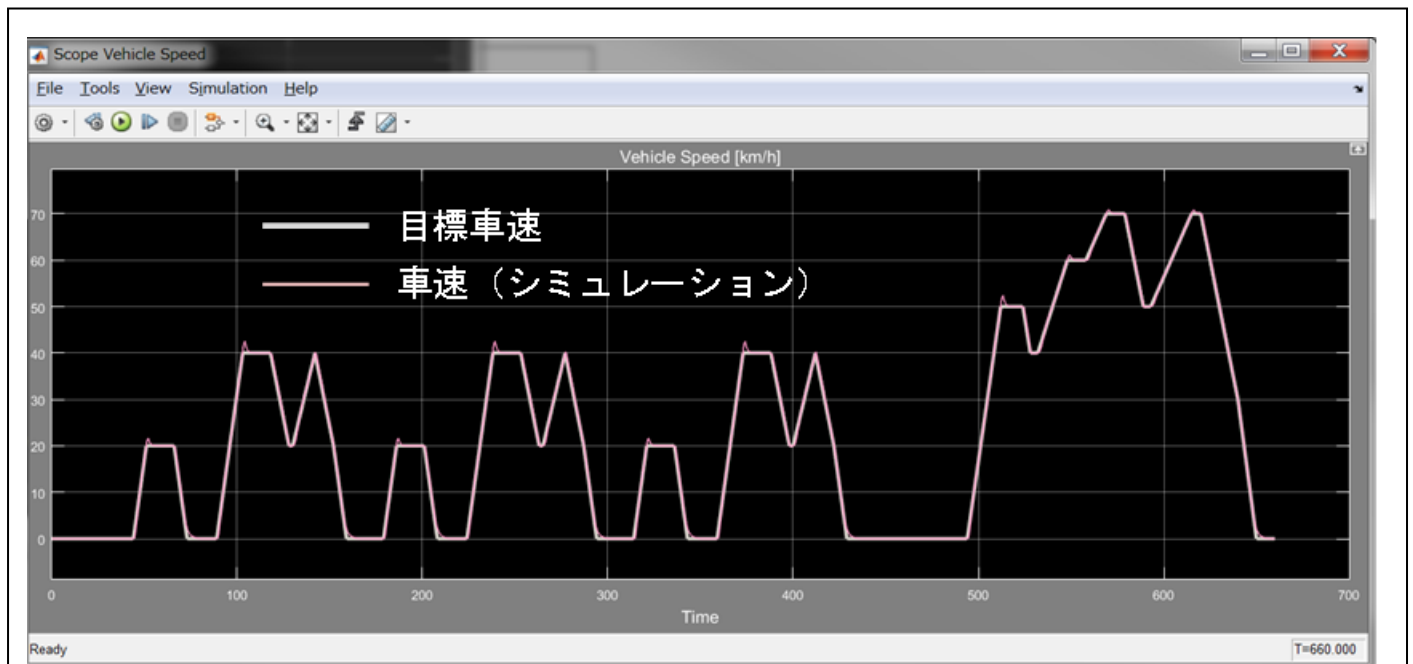 Scope Vehicle Speed
File Tools View Simulation Help
Vehicle Speed [km/h]
目標車速
車速（シミュレーション）
70
60
50
40
30
20
10
0
0 100 200 300 400 500 600 700
Time
Ready T=660.000